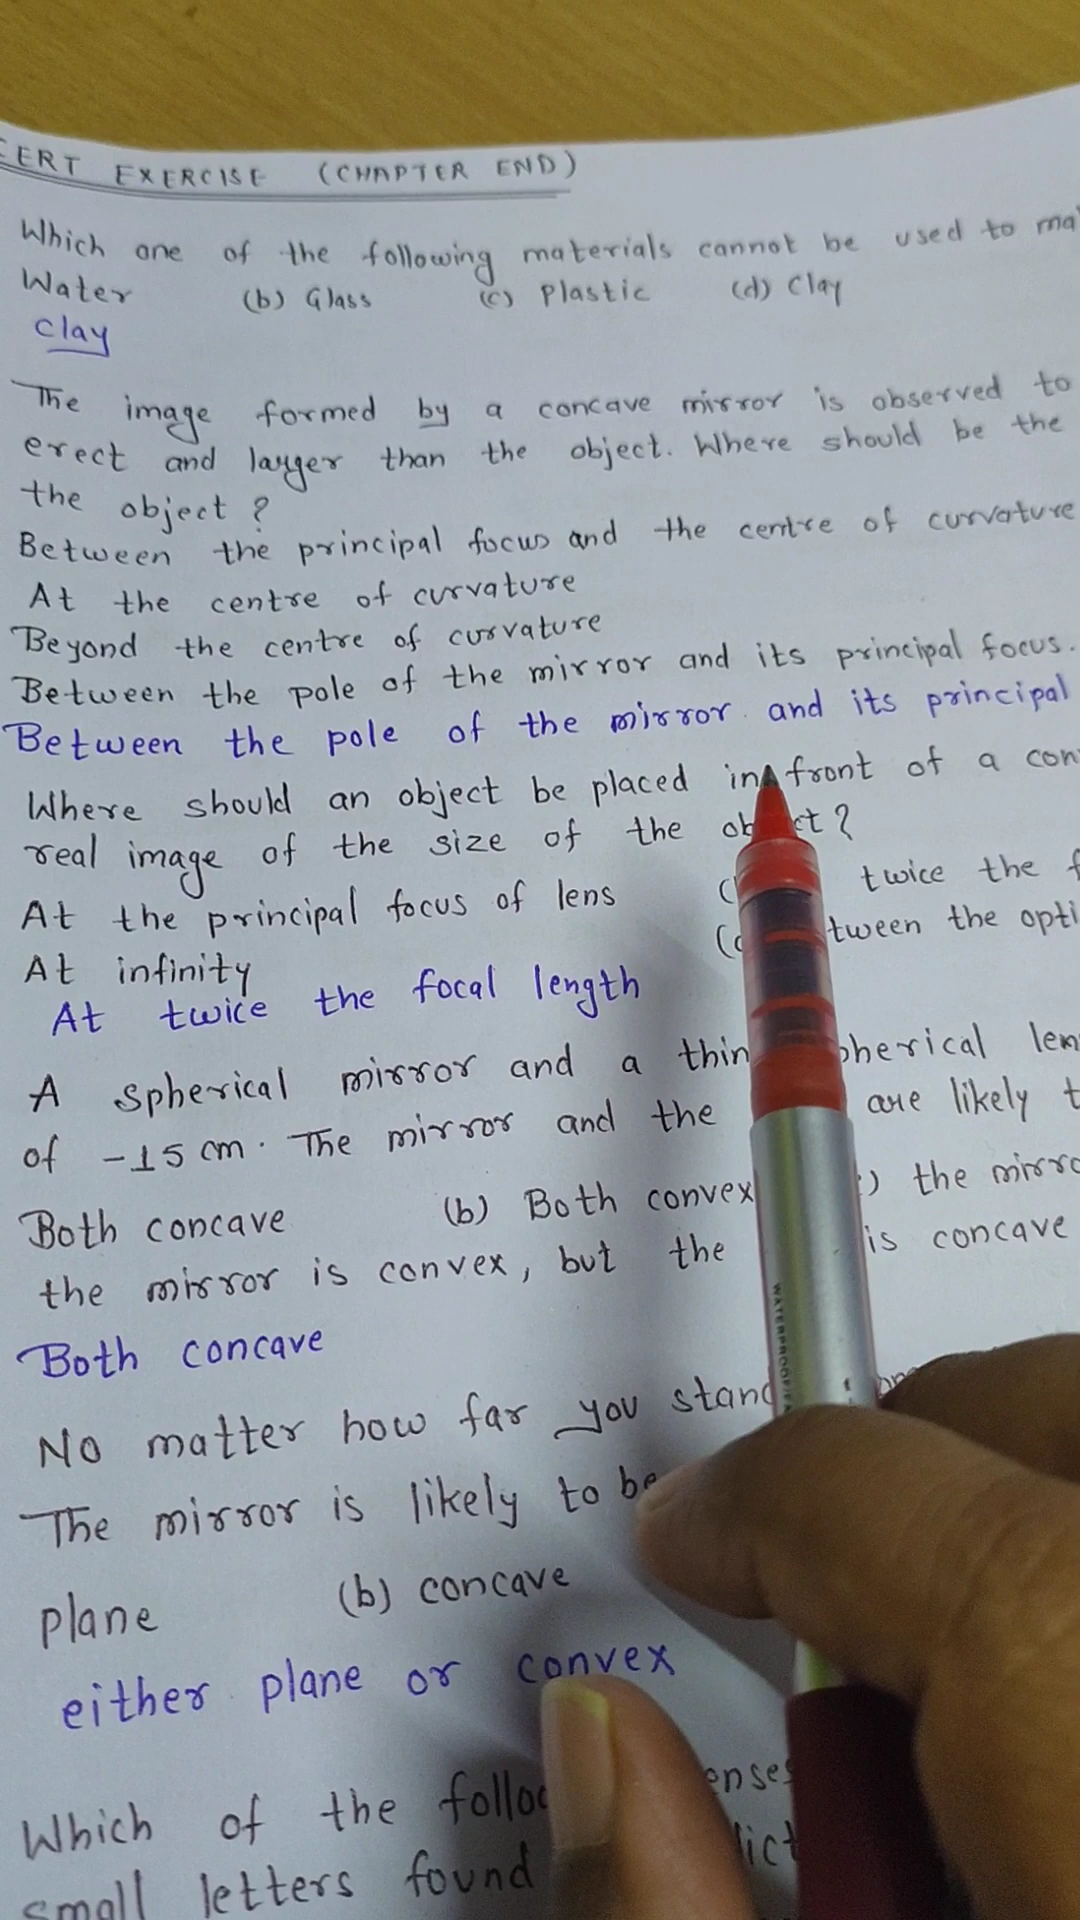 CERT EXERCISE (CHAPTER END)
Which one of the following materials cannot be used to ma
Water (b) Glass (c) Plastic (d) Clay
Clay
The image formed by a concave mirror is observed to
erect and larger than the object. Where should be the
the object?
Between the principal focus and the centre of curvature
At the centre of curvature
Beyond the centre of curvature
Between the pole of the mirror and its principal focus.
Between the pole of the mirror and its principal
Where should an object be placed in front of a con
real image of the size of the object?
At the principal focus of lens twice the f
At infinity tween the opti
At twice the focal length
A spherical mirror and a thin spherical len
of -15 cm. The mirror and the are likely t
Both concave (b) Both convex the mirro
the mirror is convex, but the is concave
Both concave
No matter how far you stand
The mirror is likely to be
plane (b) concave
either plane or convex
Which of the follo enses
small letters found dict
WATERPROOF